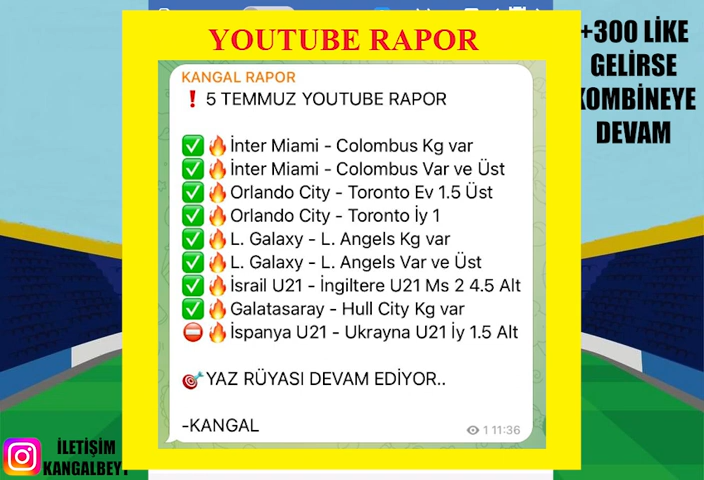 YOUTUBE RAPOR
KANGAL RAPOR
❗ 5 TEMMUZ YOUTUBE RAPOR
✅🔥İnter Miami - Colombus Kg var
✅🔥İnter Miami - Colombus Var ve Üst
✅🔥Orlando City - Toronto Ev 1.5 Üst
✅🔥Orlando City - Toronto İy 1
✅🔥L. Galaxy - L. Angels Kg var
✅🔥L. Galaxy - L. Angels Var ve Üst
✅🔥İsrail U21 - İngiltere U21 Ms 2 4.5 Alt
✅🔥Galatasaray - Hull City Kg var
⛔🔥İspanya U21 - Ukrayna U21 İy 1.5 Alt
🎯YAZ RÜYASI DEVAM EDİYOR..
-KANGAL
1 11:36
+300 LİKE
GELİRSE
KOMBİNEYE
DEVAM
İLETİŞİM
KANGALBEY